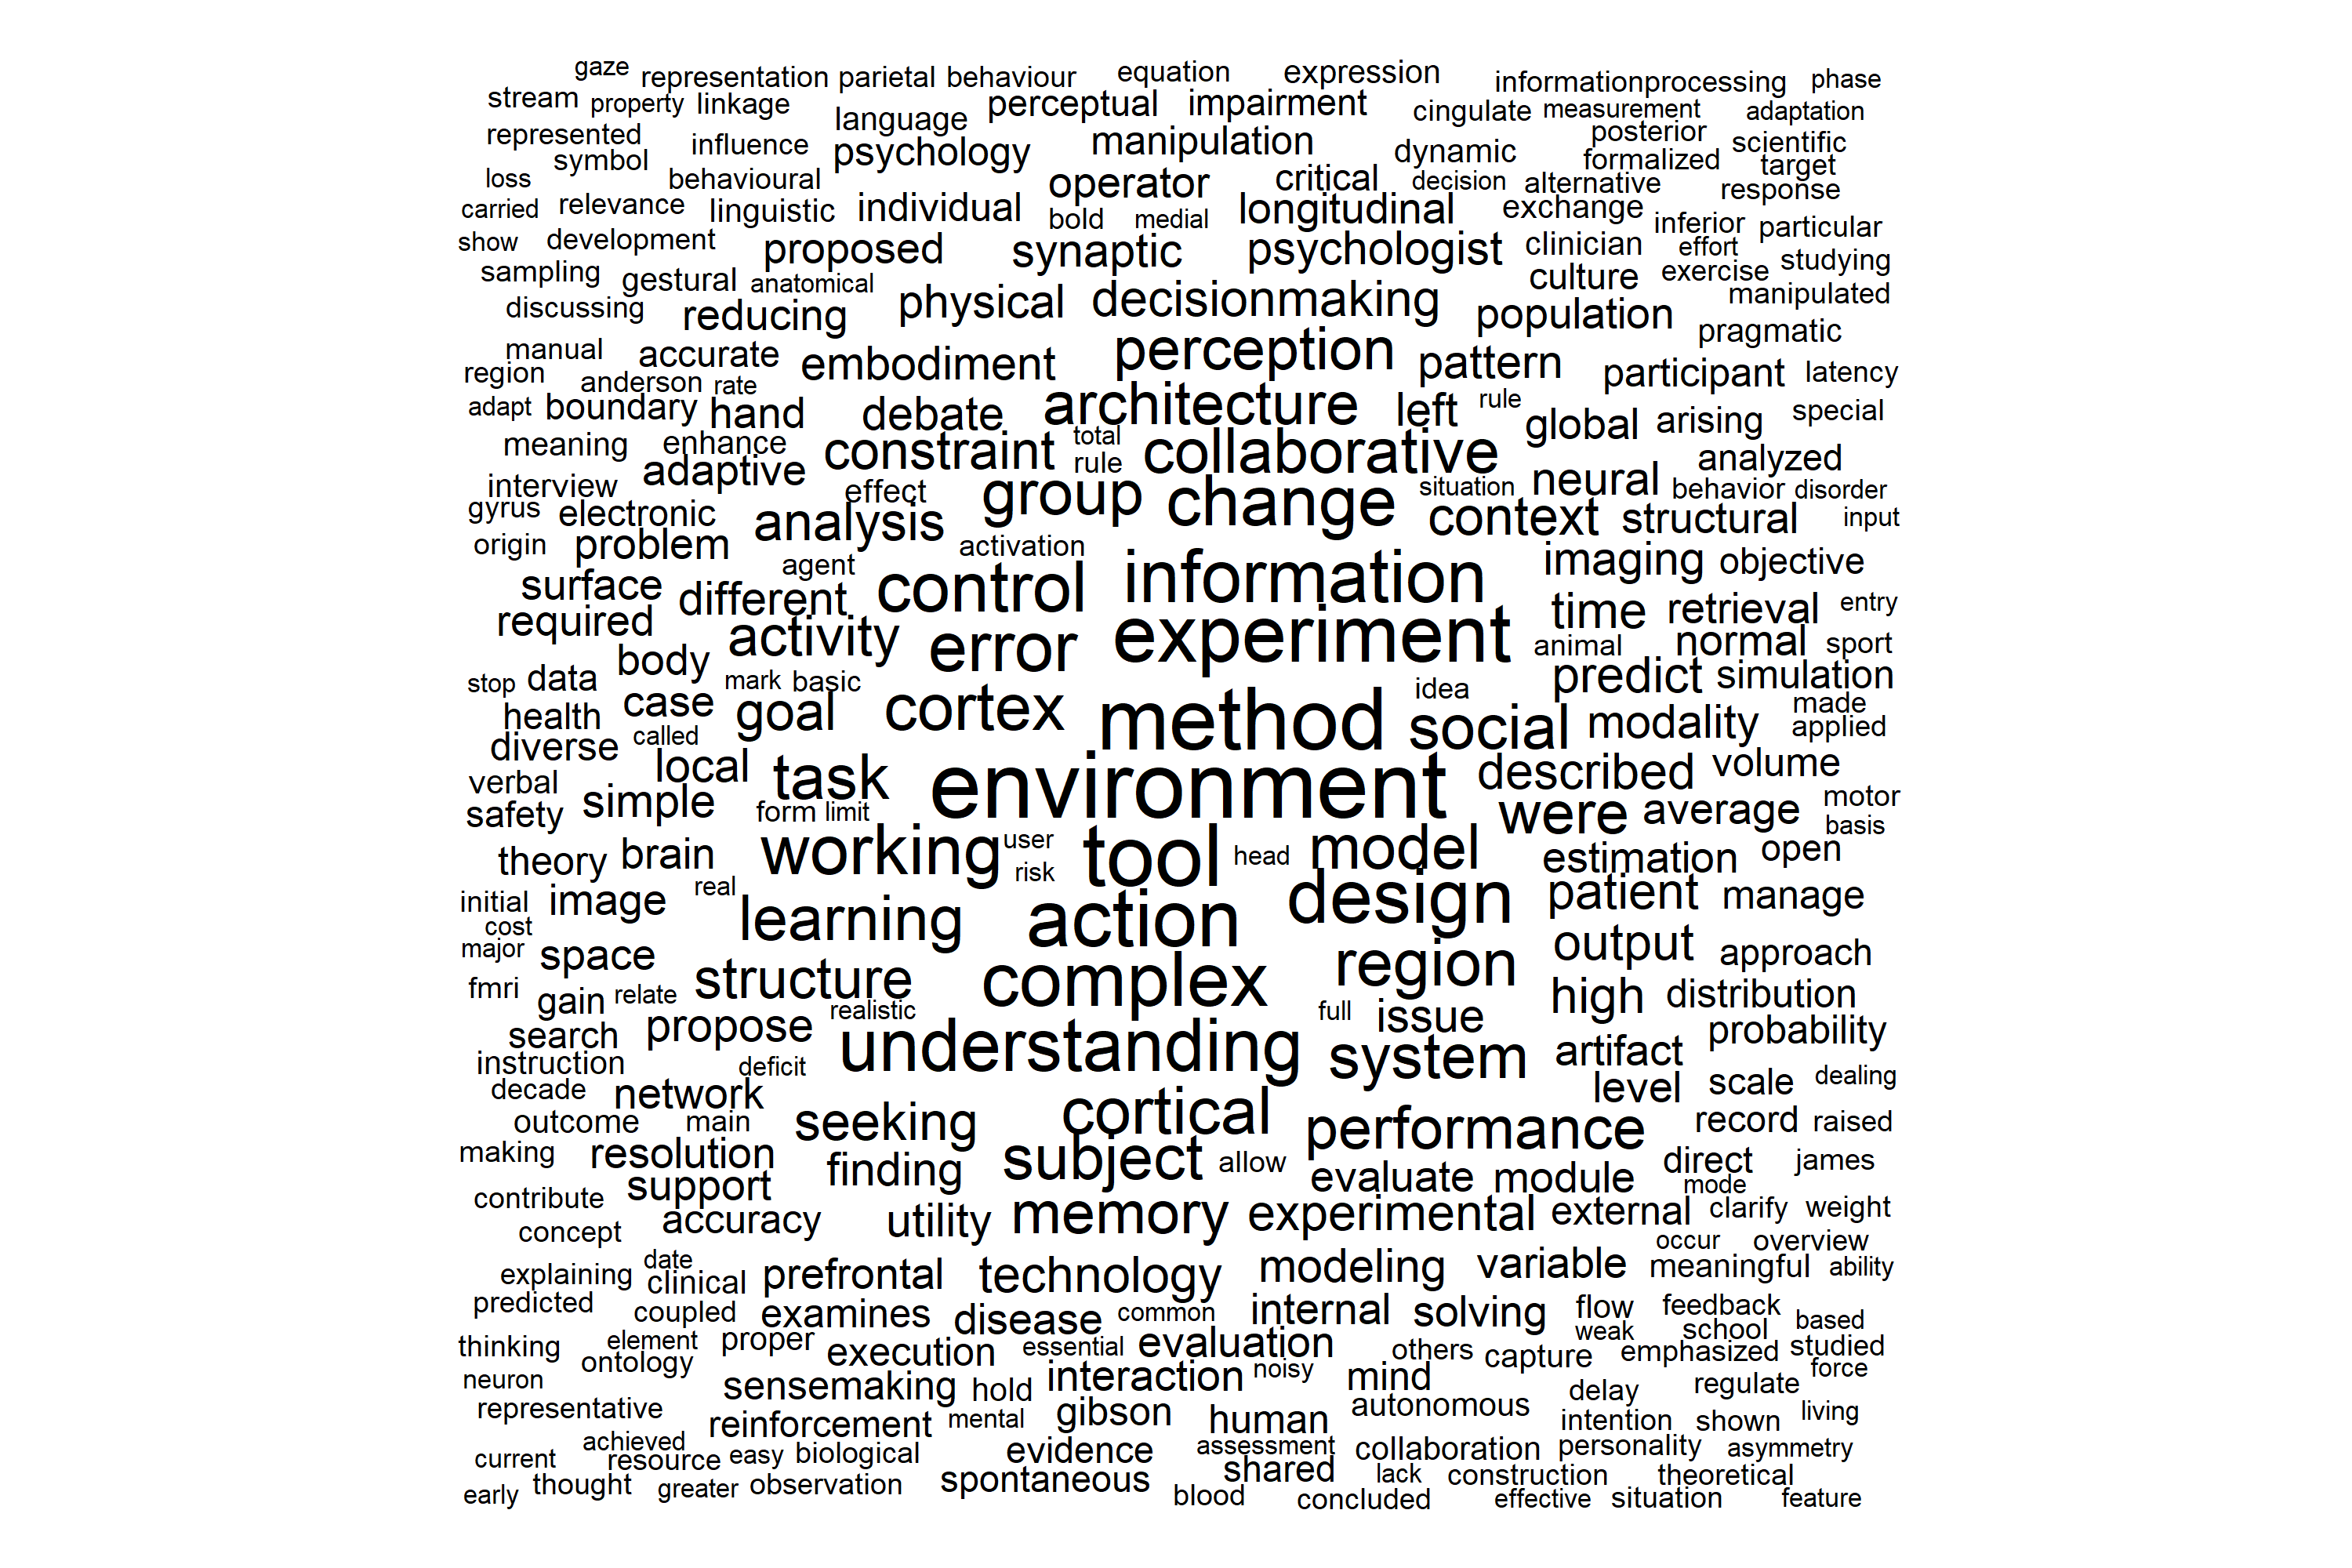 gaze representation parietal behaviour equation expression informationprocessing phase
stream property linkage perceptual impairment cingulate measurement adaptation
represented influence language manipulation posterior scientific
symbol psychology dynamic formalized target
loss behavioural operator critical decision alternative response
carried relevance linguistic individual bold medial longitudinal exchange inferior particular
show development proposed synaptic psychologist clinician effort studying
sampling gestural anatomical culture exercise manipulated
discussing reducing physical decisionmaking population pragmatic
manual accurate embodiment perception pattern participant latency
region anderson rate
adapt boundary hand debate architecture left rule global arising special
meaning enhance constraint total rule collaborative analyzed
interview adaptive effect group change situation neural behavior disorder
gyrus electronic analysis context structural input
origin problem activation imaging objective
surface agent control information
required different time retrieval entry
activity error experiment animal normal sport
stop data body mark basic predict simulation
health case goal cortex method idea social modality made applied
diverse called
verbal local task environment described volume
safety simple form limit were average motor basis
theory brain working user risk tool head model estimation open
initial image real learning action design patient manage
cost
major space structure complex region output approach
fmri gain relate realistic full issue high distribution
search propose understanding system artifact probability
instruction deficit
decade network cortical level scale dealing
outcome main seeking performance record raised
making resolution finding subject allow evaluate module direct james
contribute support mode
concept accuracy utility memory experimental external clarify weight
date occur overview
explaining clinical prefrontal technology modeling variable meaningful ability
predicted coupled examines disease common internal solving flow feedback based
thinking element proper execution essential evaluation others weak school studied
ontology capture emphasized
neuron sensemaking hold interaction noisy mind delay regulate force
representative reinforcement mental gibson human autonomous intention shown living
current achieved resource easy biological evidence assessment collaboration personality asymmetry
early thought greater observation spontaneous shared lack construction theoretical
blood concluded effective situation feature